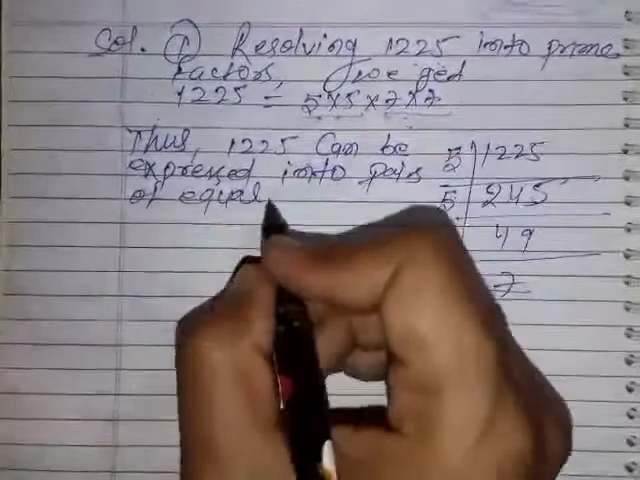 Sol. (i) Resolving 1225 into prime
factors, we get
1225 = 5×5×7×7
Thus, 1225 can be
expressed into pairs
of equal
5 | 1225
5 | 245
49
7